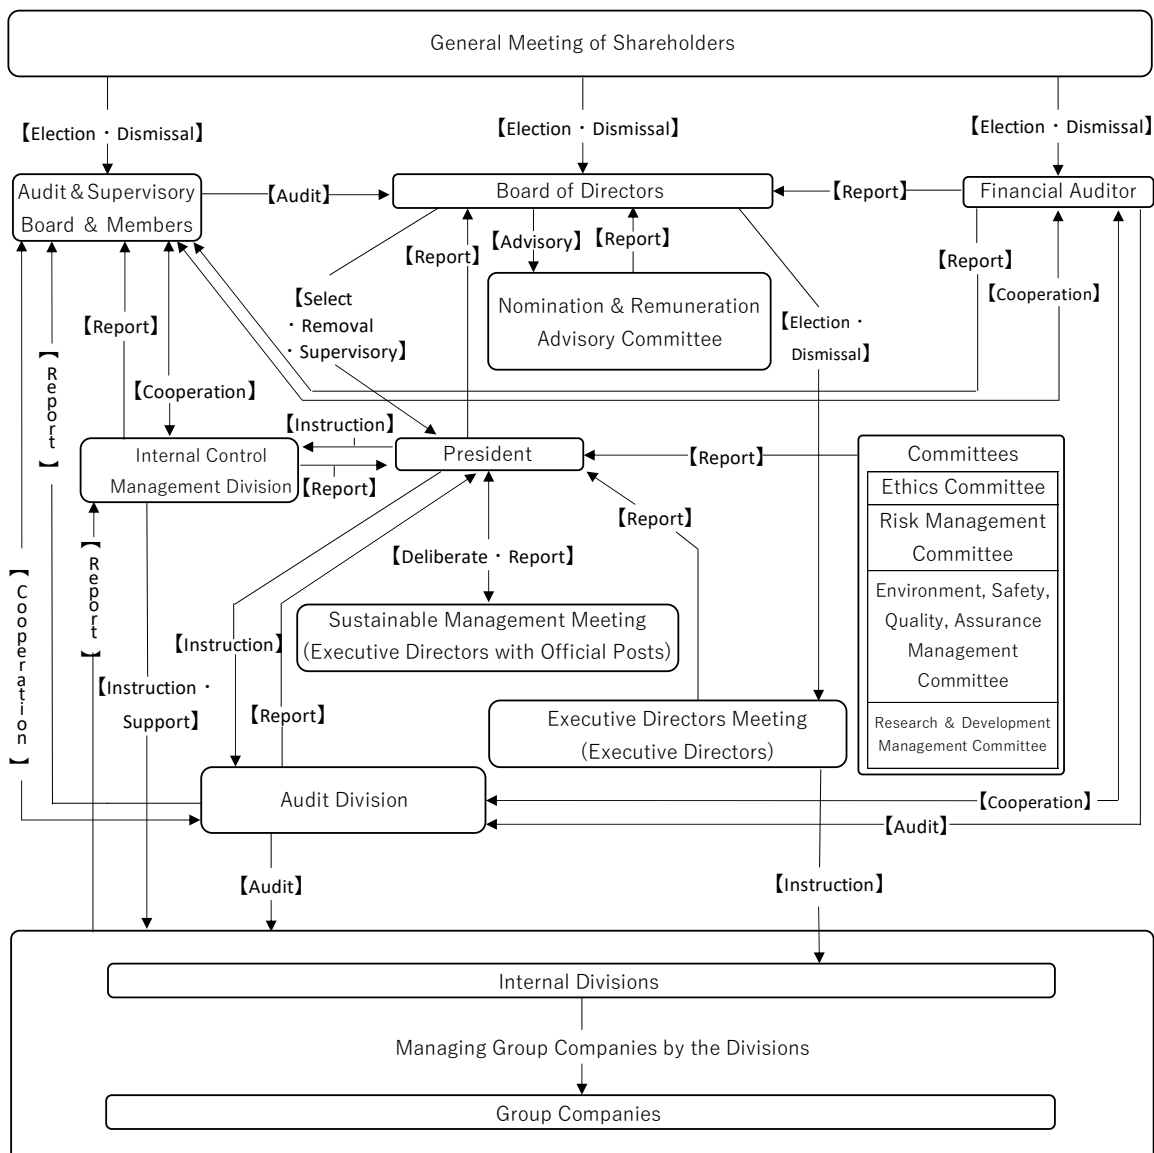 General Meeting of Shareholders
【Election・Dismissal】
【Election・Dismissal】
【Election・Dismissal】
Audit & Supervisory
Board & Members
【Audit】
Board of Directors
【Report】
Financial Auditor
【Report】
【Advisory】
【Report】
【Report】
【Cooperation】
【Select
・Removal
・Supervisory】
Nomination & Remuneration
Advisory Committee
【Election・
Dismissal】
【Report】
【Report】
【Cooperation】
【Instruction】
Internal Control
Management Division
【Report】
President
【Report】
Committees
Ethics Committee
Risk Management
Committee
Environment, Safety,
Quality, Assurance
Management
Committee
Research & Development
Management Committee
【Report】
【Deliberate・Report】
【Report】
【Cooperation】
Sustainable Management Meeting
(Executive Directors with Official Posts)
【Instruction】
【Instruction・
Support】
【Report】
Executive Directors Meeting
(Executive Directors)
Audit Division
【Cooperation】
【Audit】
【Audit】
【Instruction】
Internal Divisions
Managing Group Companies by the Divisions
Group Companies